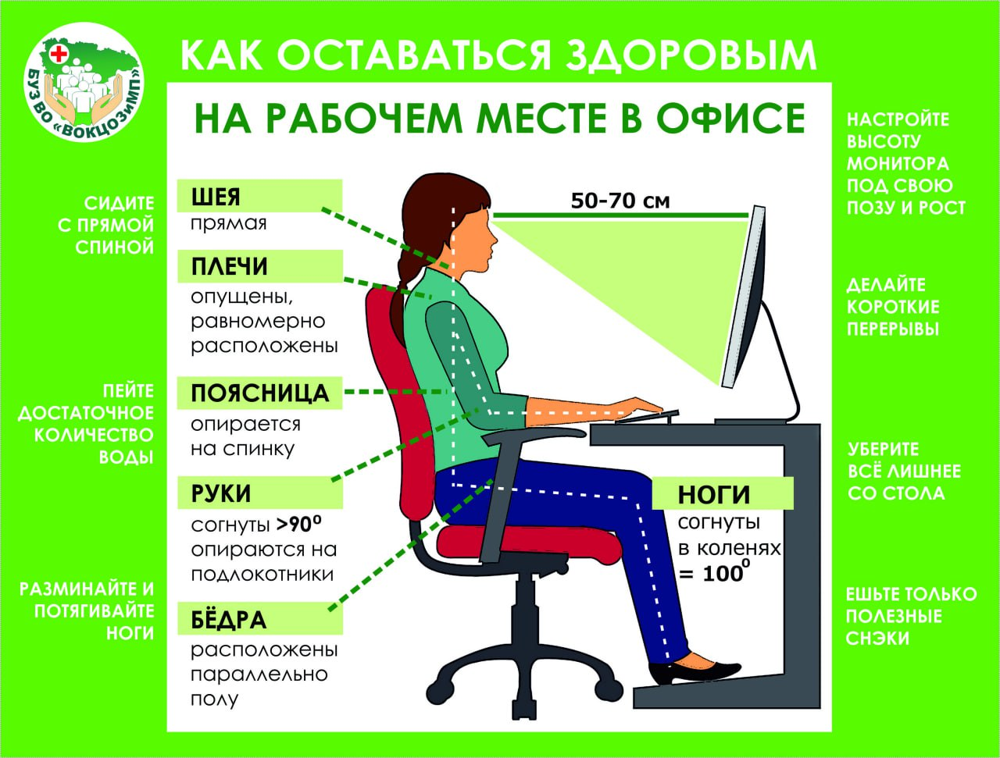 БУЗ ВО «ВОКЦОЗиМП»
КАК ОСТАВАТЬСЯ ЗДОРОВЫМ
НА РАБОЧЕМ МЕСТЕ В ОФИСЕ
СИДИТЕ
С ПРЯМОЙ
СПИНОЙ
ПЕЙТЕ
ДОСТАТОЧНОЕ
КОЛИЧЕСТВО
ВОДЫ
РАЗМИНАЙТЕ И
ПОТЯГИВАЙТЕ
НОГИ
ШЕЯ
прямая
ПЛЕЧИ
опущены,
равномерно
расположены
ПОЯСНИЦА
опирается
на спинку
РУКИ
согнуты >90⁰
опираются на
подлокотники
БЁДРА
расположены
параллельно
полу
50-70 см
НОГИ
согнуты
в коленях
= 100⁰
НАСТРОЙТЕ
ВЫСОТУ
МОНИТОРА
ПОД СВОЮ
ПОЗУ И РОСТ
ДЕЛАЙТЕ
КОРОТКИЕ
ПЕРЕРЫВЫ
УБЕРИТЕ
ВСЁ ЛИШНЕЕ
СО СТОЛА
ЕШЬТЕ ТОЛЬКО
ПОЛЕЗНЫЕ
СНЭКИ